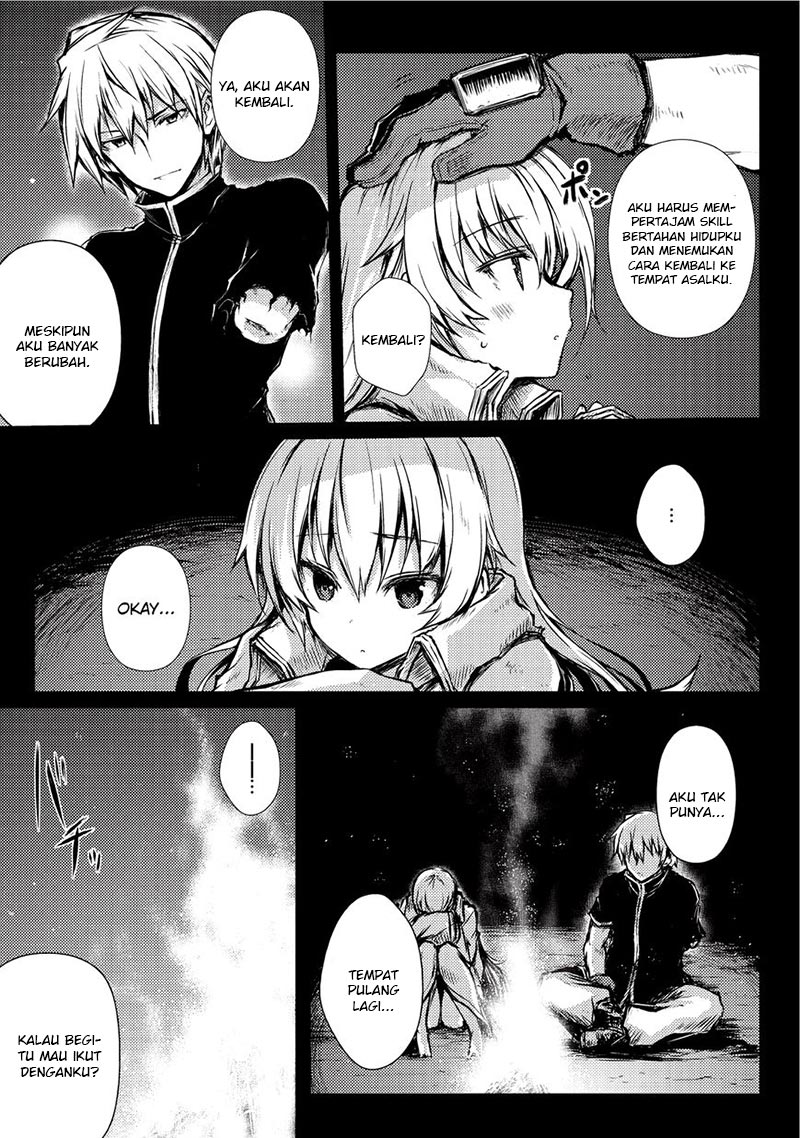 AKU HARUS MEM-
PERTAJAM SKILL
BERTAHAN HIDUPKU
DAN MENEMUKAN
CARA KEMBALI KE
TEMPAT ASALKU.
ポン
KEMBALI?
YA, AKU AKAN
KEMBALI.
MESKIPUN
AKU BANYAK
BERUBAH.
...
OKAY...
AKU TAK
PUNYA...
TEMPAT
PULANG
LAGI...
―...
パチッ
KALAU BEGI-
TU MAU IKUT
DENGANKU?